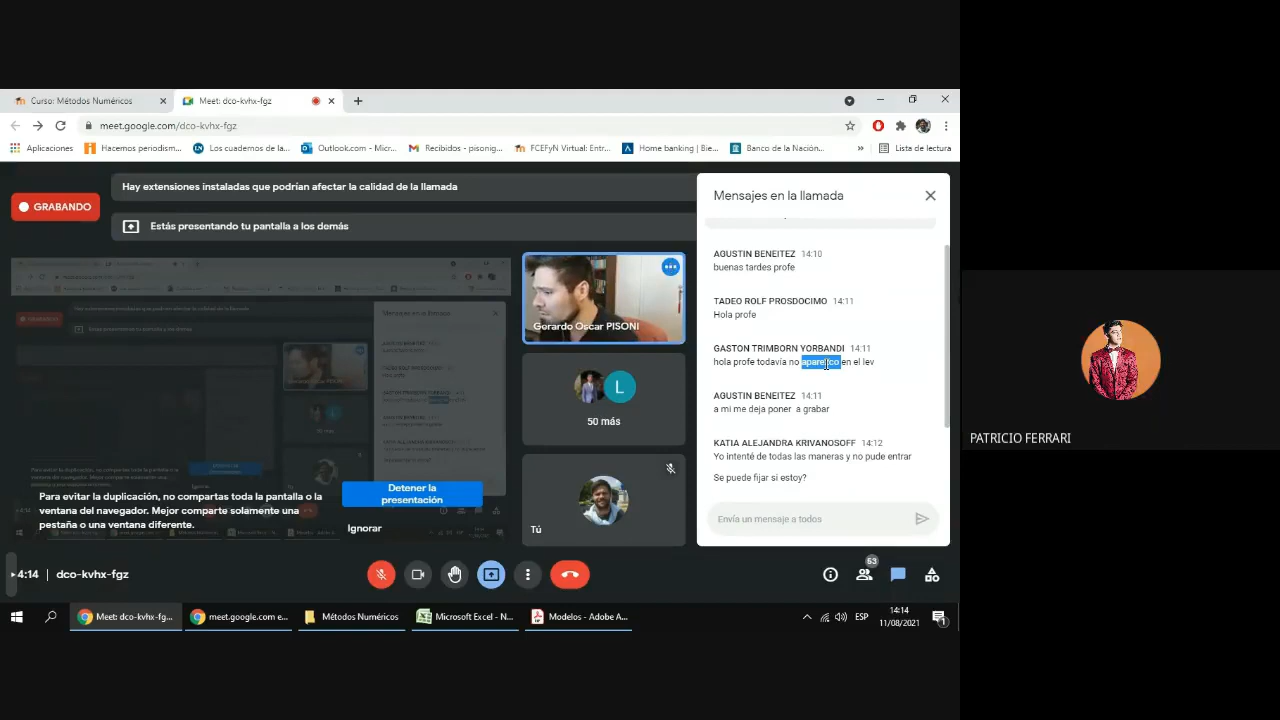 Curso: Métodos Numéricos
Meet: dco-kvhx-fgz
meet.google.com/dco-kvhx-fgz
Aplicaciones
Hacemos periodism...
Los cuadernos de la...
Outlook.com - Micr...
Recibidos - pisonig...
FCEFyN Virtual: Entr...
Home banking | Bie...
Banco de la Nación...
»
Lista de lectura
GRABANDO
Hay extensiones instaladas que podrían afectar la calidad de la llamada
Estás presentando tu pantalla a los demás
Mensajes en la llamada
AGUSTIN BENEITEZ 14:10
buenas tardes profe
TADEO ROLF PROSDOCIMO 14:11
Hola profe
GASTON TRIMBORN YORBANDI 14:11
hola profe todavía no aparezco en el lev
AGUSTIN BENEITEZ 14:11
a mi me deja poner a grabar
KATIA ALEJANDRA KRIVANOSOFF 14:12
Yo intenté de todas las maneras y no pude entrar
Se puede fijar si estoy?
Envía un mensaje a todos
Gerardo Oscar PISONI
L
50 más
Tú
Para evitar la duplicación, no compartas toda la pantalla o la
ventana del navegador. Mejor comparte solamente una
pestaña o una ventana diferente.
Detener la
presentación
Ignorar
4:14 | dco-kvhx-fgz
53
Meet: dco-kvhx-fg...
meet.google.com e...
Métodos Numéricos
Microsoft Excel - N...
Modelos - Adobe A...
ESP
14:14
11/08/2021
1
PATRICIO FERRARI